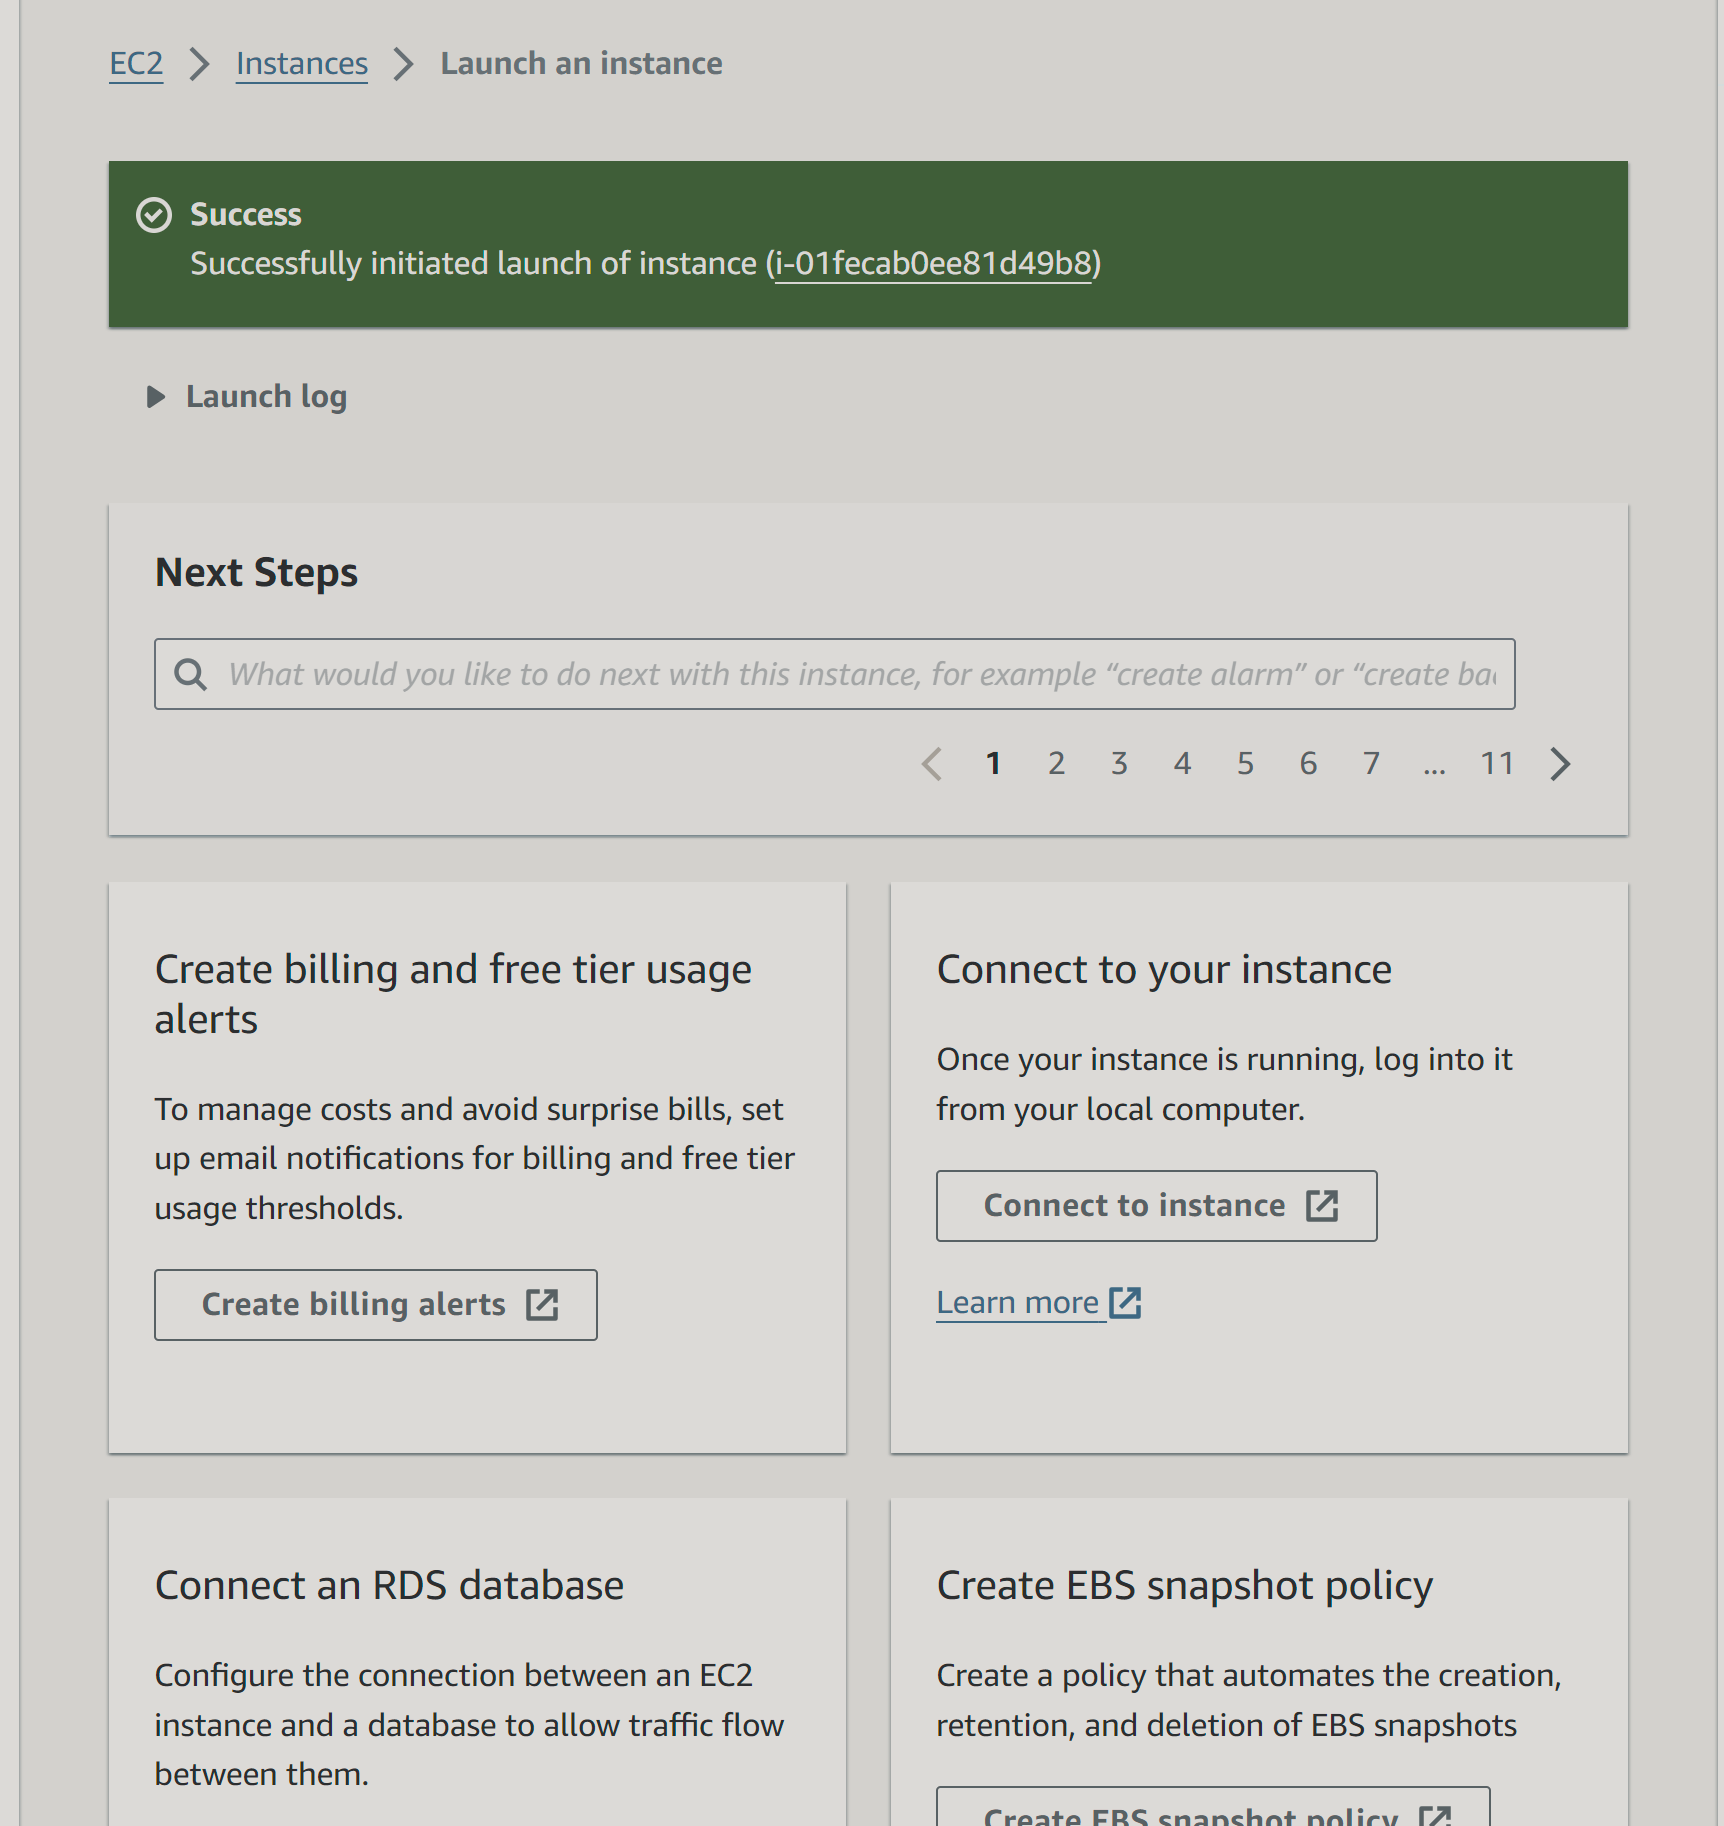 EC2 Instances Launch an instance
Success
Successfully initiated launch of instance (i-01fecab0ee81d49b8)
Launch log
Next Steps
What would you like to do next with this instance, for example “create alarm” or “create ba
1 2 3 4 5 6 7 ... 11
Create billing and free tier usage
alerts
To manage costs and avoid surprise bills, set
up email notifications for billing and free tier
usage thresholds.
Create billing alerts
Connect to your instance
Once your instance is running, log into it
from your local computer.
Connect to instance
Learn more
Connect an RDS database
Configure the connection between an EC2
instance and a database to allow traffic flow
between them.
Create EBS snapshot policy
Create a policy that automates the creation,
retention, and deletion of EBS snapshots
Create EBS snapshot policy